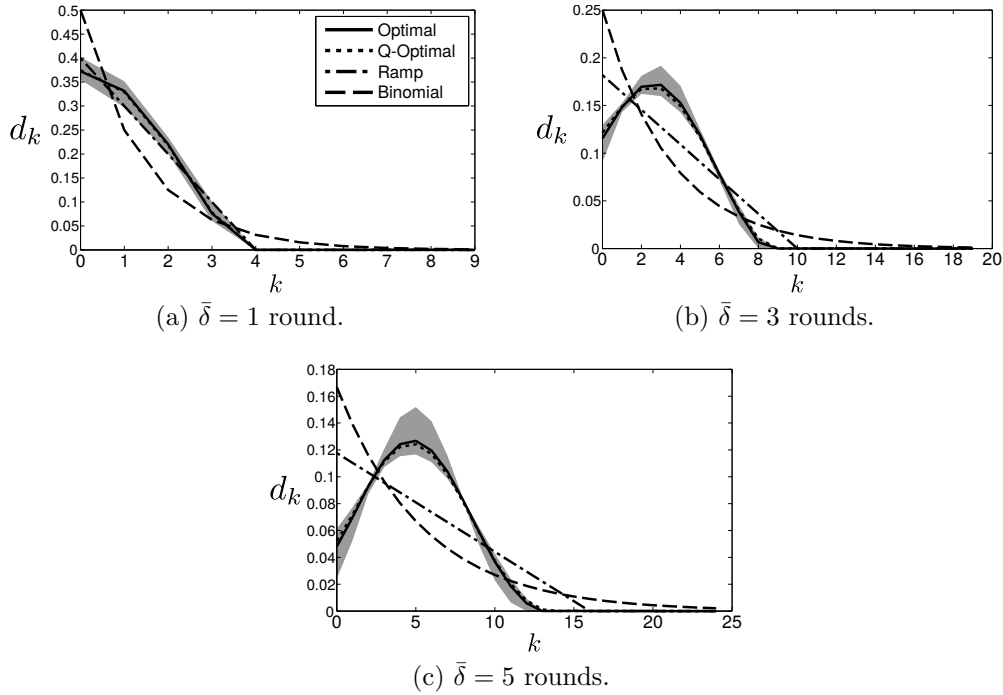 0.5
0.45
0.4
0.35
0.3
0.25
0.2
0.15
0.1
0.05
0
d_k
0 1 2 3 4 5 6 7 8 9
k
Optimal
Q-Optimal
Ramp
Binomial
(a) δ̄ = 1 round.
0.25
0.20
0.15
0.10
0.05
0
d_k
0 2 4 6 8 10 12 14 16 18 20
k
(b) δ̄ = 3 rounds.
0.18
0.16
0.14
0.12
0.1
0.08
0.06
0.04
0.02
0
d_k
0 5 10 15 20 25
k
(c) δ̄ = 5 rounds.